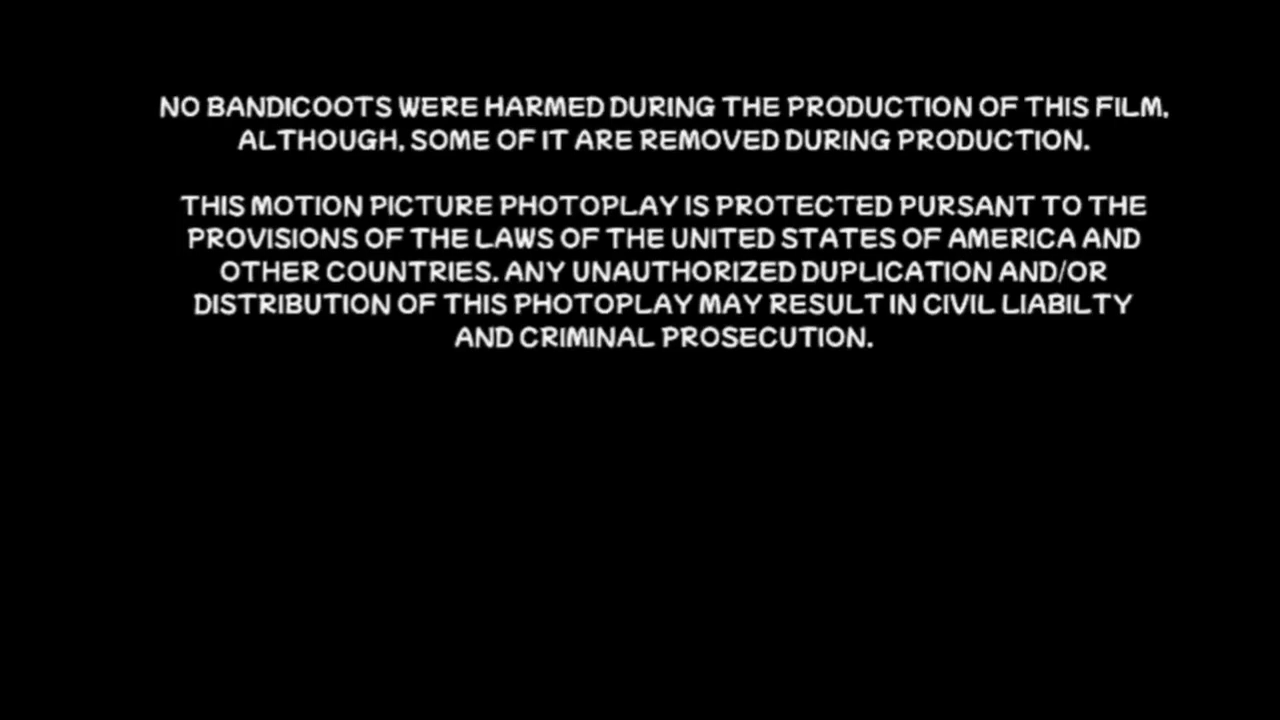 NO BANDICOOTS WERE HARMED DURING THE PRODUCTION OF THIS FILM,
ALTHOUGH, SOME OF IT ARE REMOVED DURING PRODUCTION.
THIS MOTION PICTURE PHOTOPLAY IS PROTECTED PURSANT TO THE
PROVISIONS OF THE LAWS OF THE UNITED STATES OF AMERICA AND
OTHER COUNTRIES. ANY UNAUTHORIZED DUPLICATION AND/OR
DISTRIBUTION OF THIS PHOTOPLAY MAY RESULT IN CIVIL LIABILTY
AND CRIMINAL PROSECUTION.